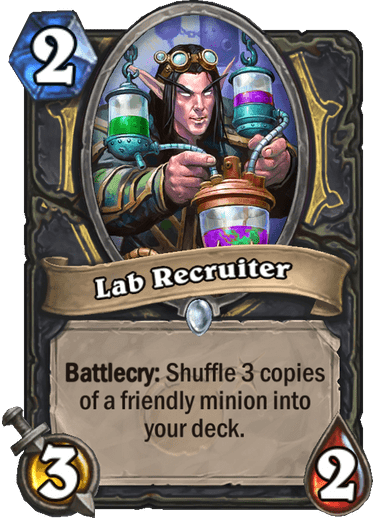 2
Lab Recruiter
Battlecry: Shuffle 3 copies
of a friendly minion into
your deck.
3
2